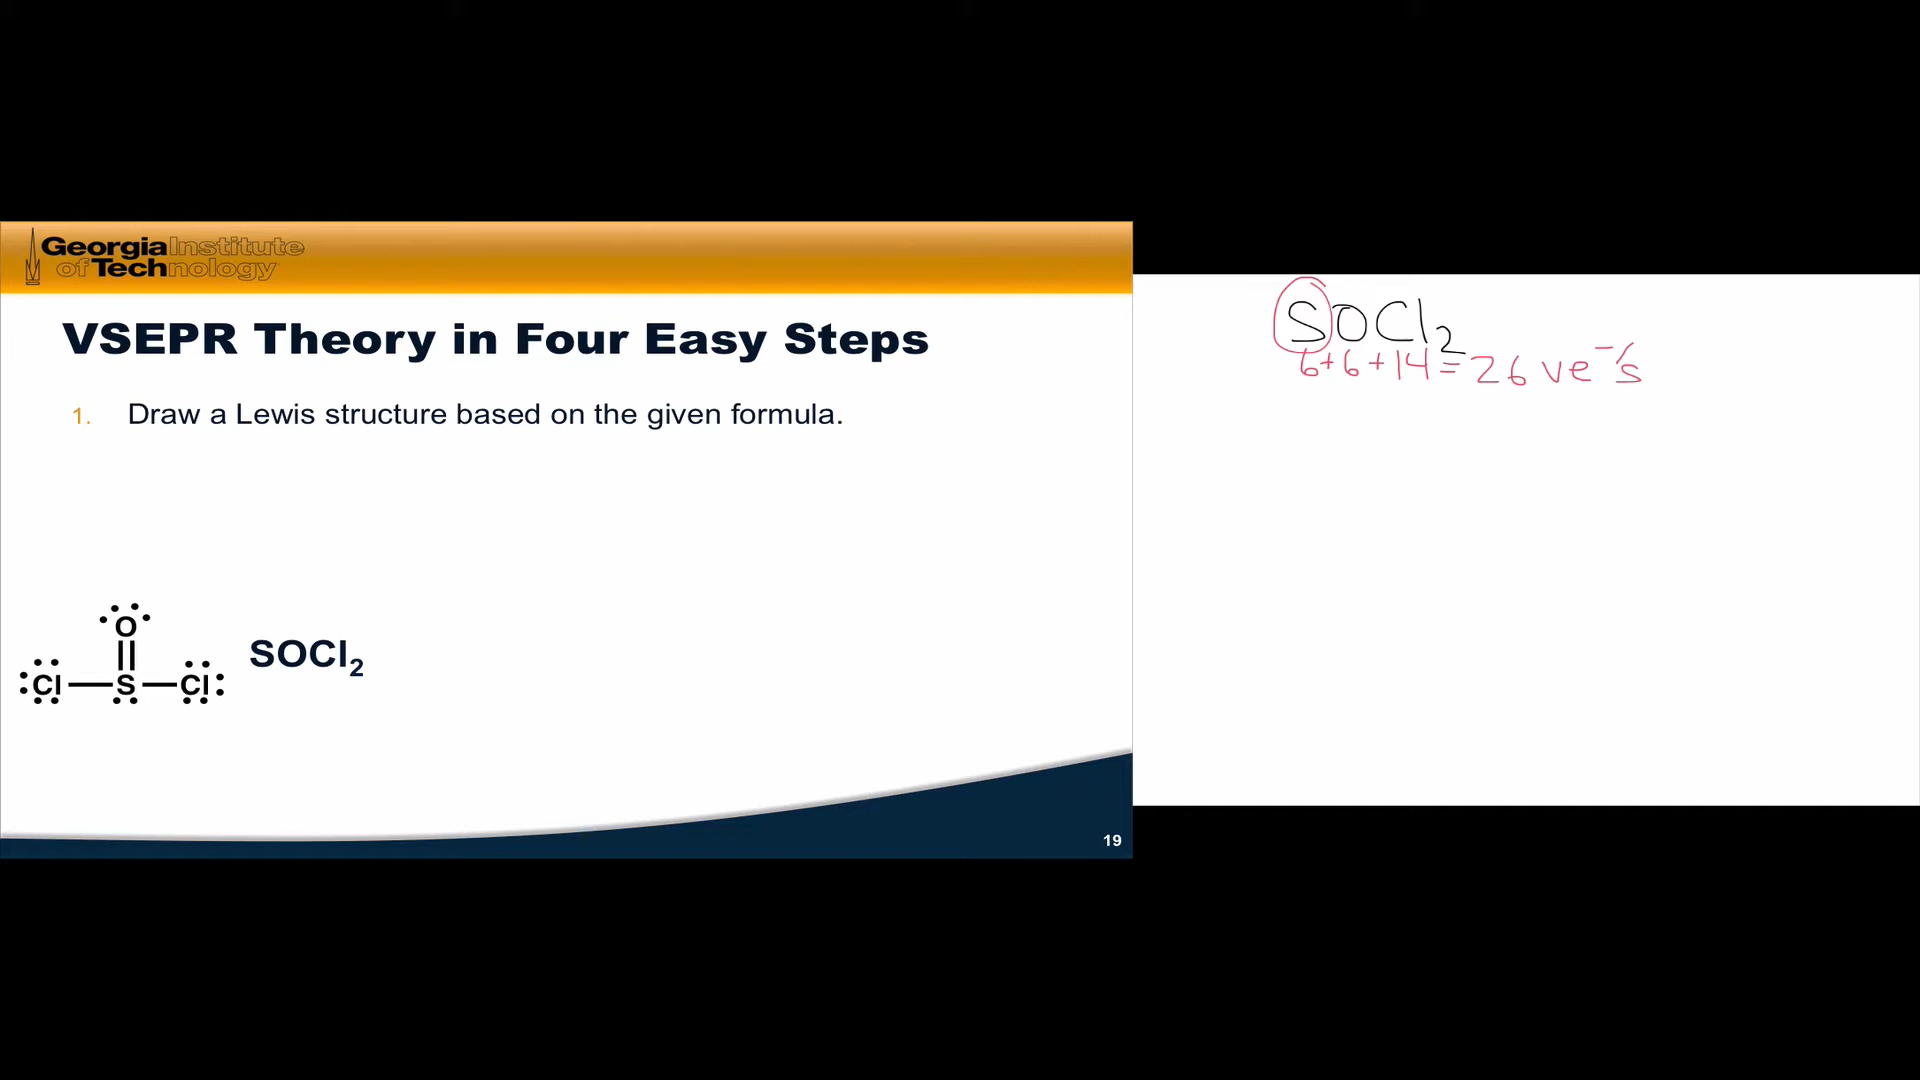 Georgia Institute
of Technology
VSEPR Theory in Four Easy Steps
1. Draw a Lewis structure based on the given formula.
O
Cl S Cl
SOCl₂
19
SOCl₂
6+6+14=26 ve⁻'s